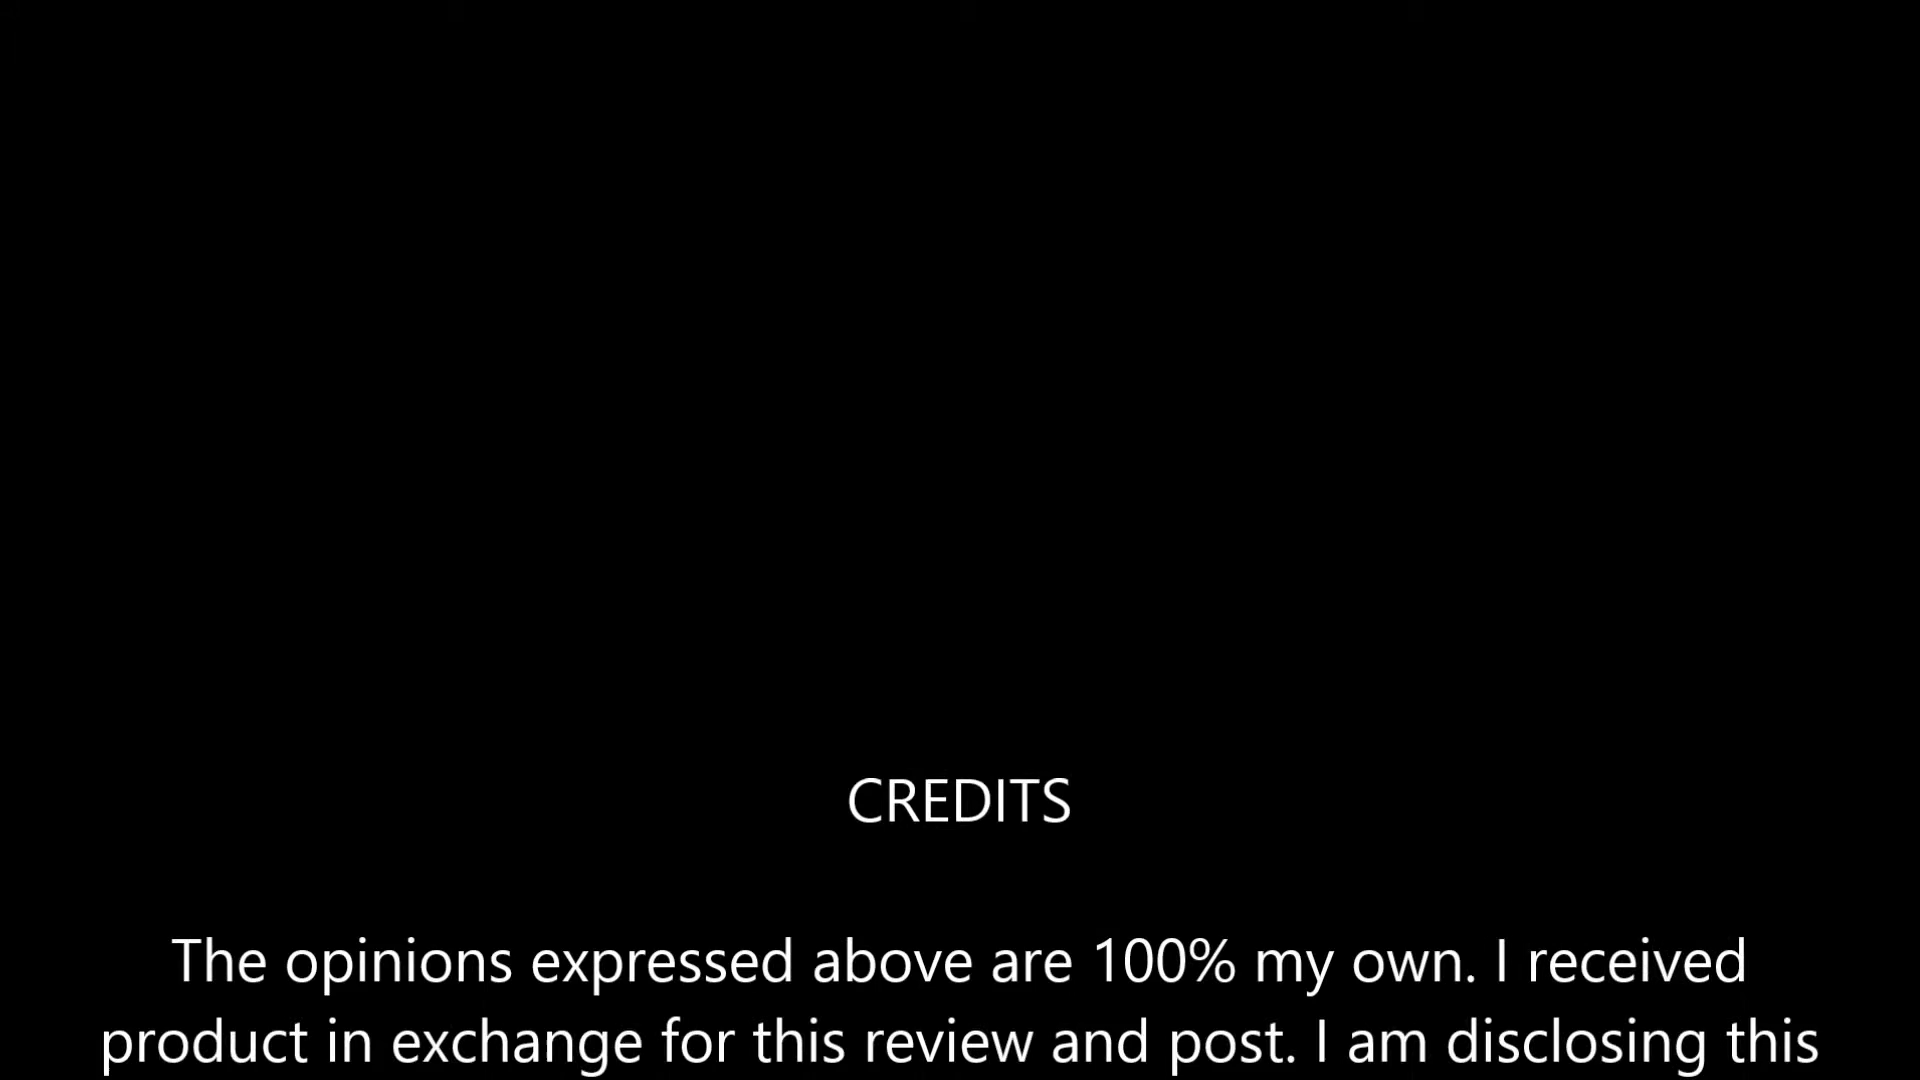 CREDITS
The opinions expressed above are 100% my own. I received
product in exchange for this review and post. I am disclosing this